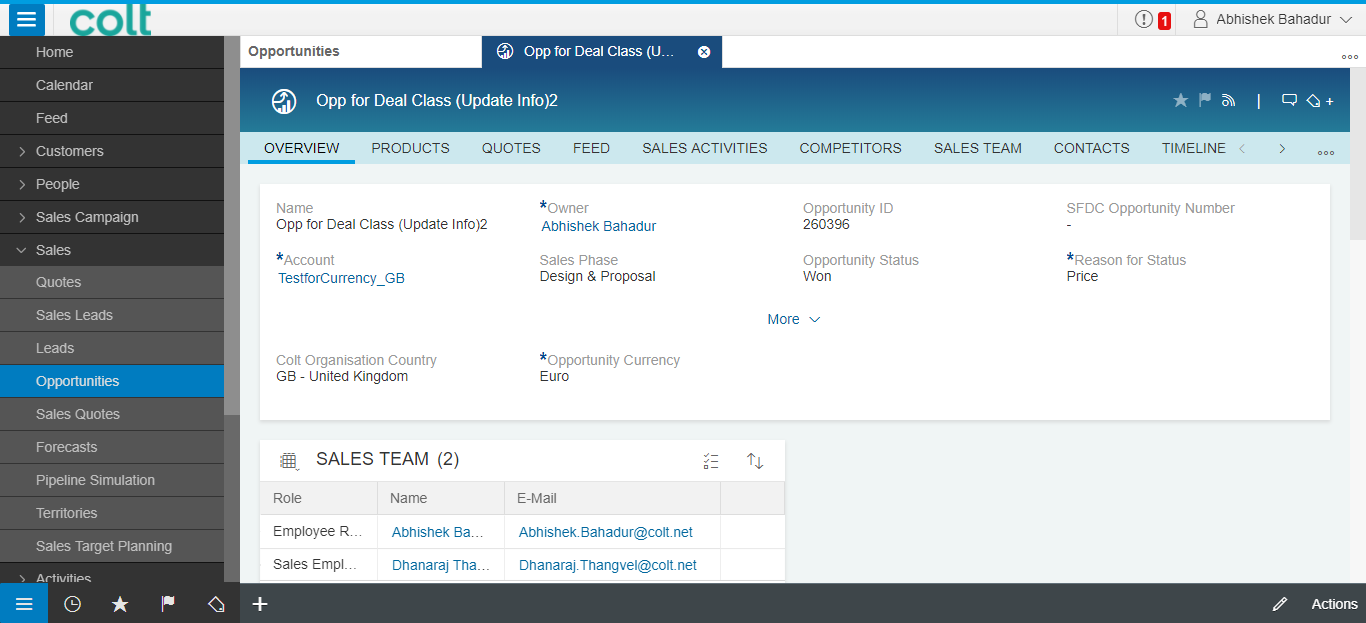 colt
1
Abhishek Bahadur
Home
Calendar
Feed
Customers
People
Sales Campaign
Sales
Quotes
Sales Leads
Leads
Opportunities
Sales Quotes
Forecasts
Pipeline Simulation
Territories
Sales Target Planning
Activities
Opportunities
Opp for Deal Class (U...
Opp for Deal Class (Update Info)2
OVERVIEW PRODUCTS QUOTES FEED SALES ACTIVITIES COMPETITORS SALES TEAM CONTACTS TIMELINE
Name *Owner Opportunity ID SFDC Opportunity Number
Opp for Deal Class (Update Info)2 Abhishek Bahadur 260396 -
*Account Sales Phase Opportunity Status *Reason for Status
TestforCurrency_GB Design & Proposal Won Price
More
Colt Organisation Country *Opportunity Currency
GB - United Kingdom Euro
SALES TEAM (2)
Role Name E-Mail
Employee R... Abhishek Ba... Abhishek.Bahadur@colt.net
Sales Empl... Dhanaraj Tha... Dhanaraj.Thangvel@colt.net
Actions